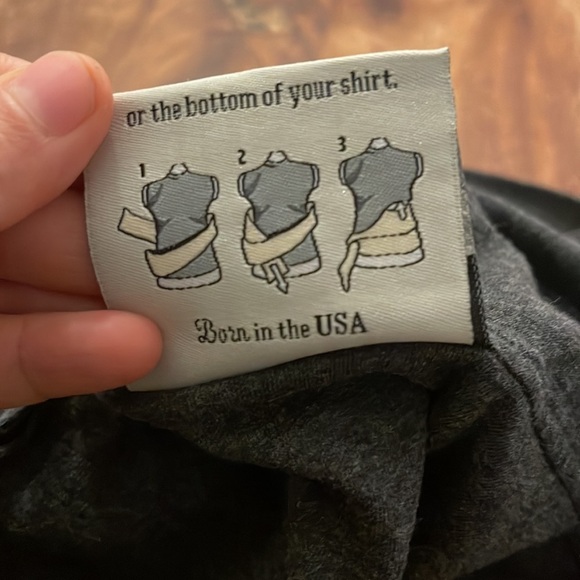 or the bottom of your shirt.
1 2 3
Born in the USA